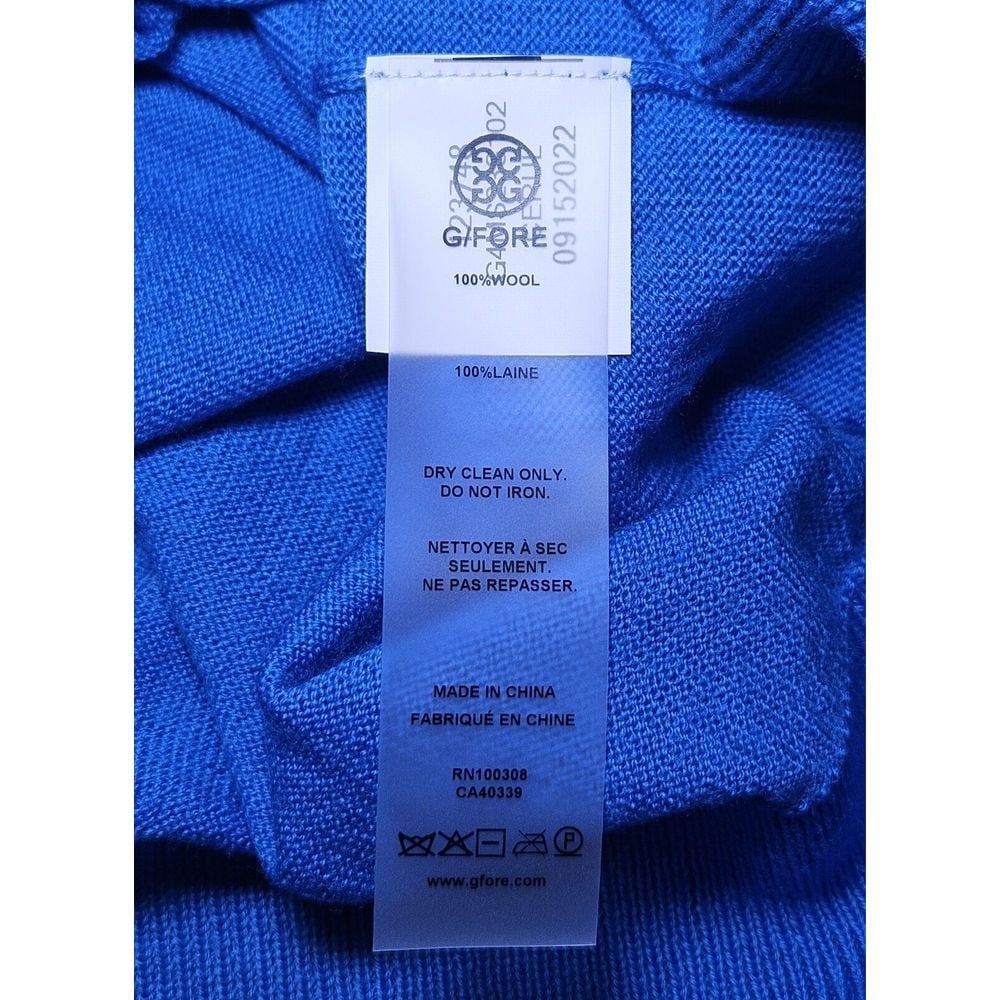 G/FORE
09152022
100%WOOL
100%LAINE
DRY CLEAN ONLY.
DO NOT IRON.
NETTOYER À SEC
SEULEMENT.
NE PAS REPASSER.
MADE IN CHINA
FABRIQUÉ EN CHINE
RN100308
CA40339
P
www.gfore.com